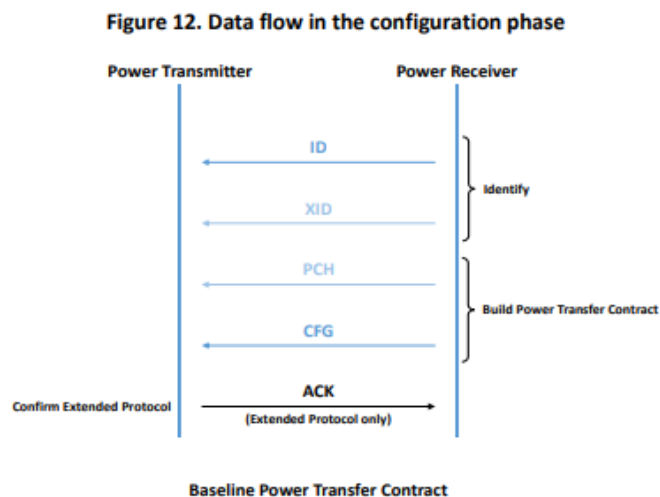 Figure 12. Data flow in the configuration phase
Power Transmitter
Power Receiver
ID
Identify
XID
PCH
Build Power Transfer Contract
CFG
ACK
Confirm Extended Protocol
(Extended Protocol only)
Baseline Power Transfer Contract